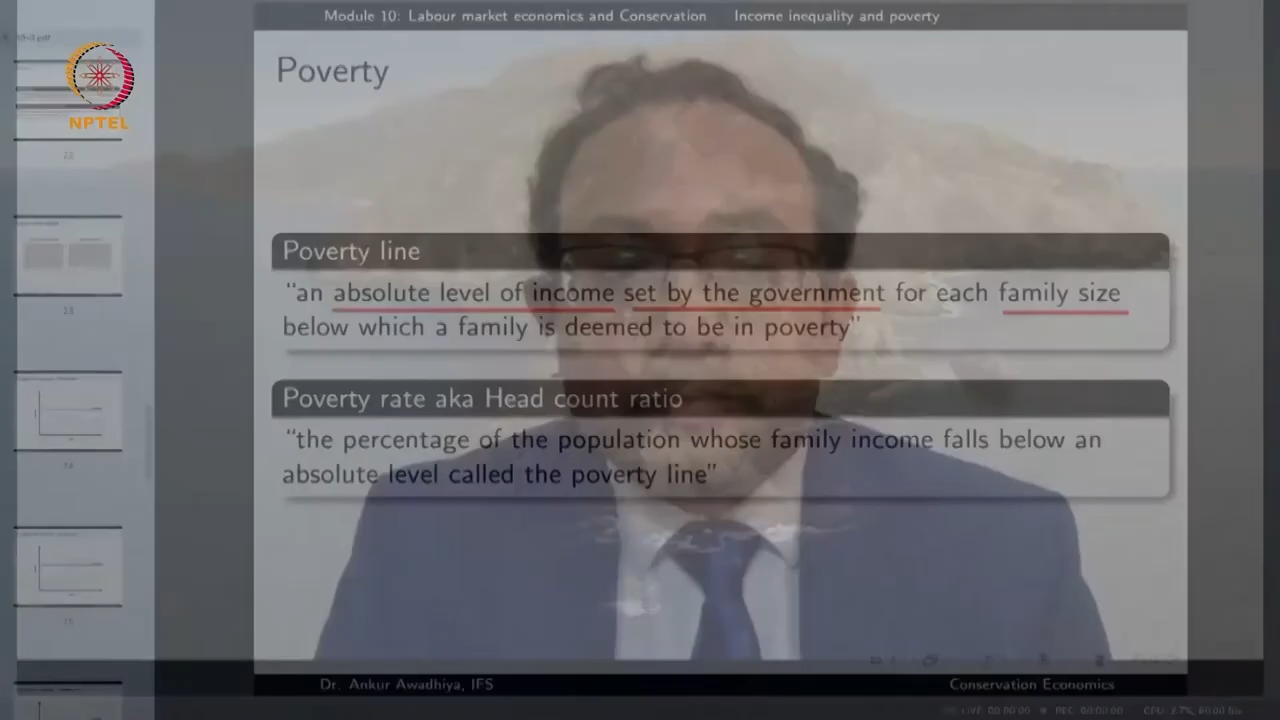 Module 10: Labour market economics and Conservation Income inequality and poverty
NPTEL
Poverty
Poverty line
“an absolute level of income set by the government for each family size
below which a family is deemed to be in poverty”
Poverty rate aka Head count ratio
“the percentage of the population whose family income falls below an
absolute level called the poverty line”
Dr. Ankur Awadhiya, IFS
Conservation Economics